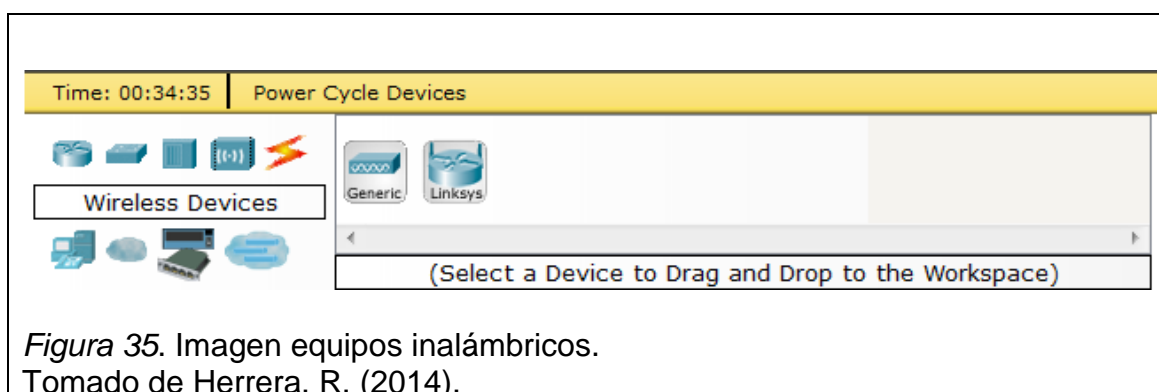 Time: 00:34:35 Power Cycle Devices
Generic Linksys
Wireless Devices
(Select a Device to Drag and Drop to the Workspace)
Figura 35. Imagen equipos inalámbricos.
Tomado de Herrera, R. (2014).